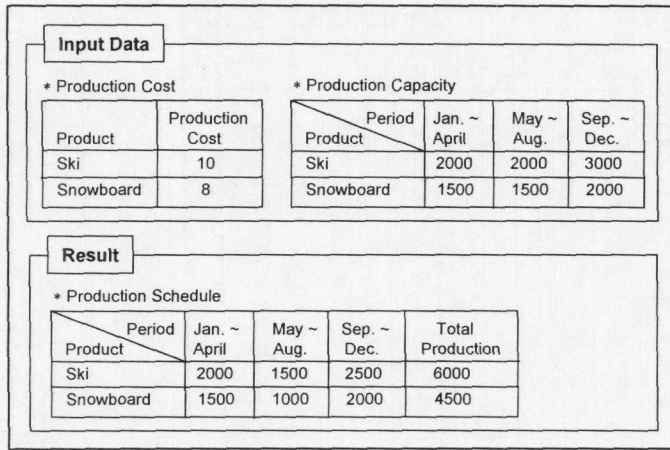 Input Data
* Production Cost
Product Production Cost
Ski 10
Snowboard 8
* Production Capacity
Period Jan. ~ May ~ Sep. ~
Product April Aug. Dec.
Ski 2000 2000 3000
Snowboard 1500 1500 2000
Result
* Production Schedule
Period Jan. ~ May ~ Sep. ~ Total
Product April Aug. Dec. Production
Ski 2000 1500 2500 6000
Snowboard 1500 1000 2000 4500